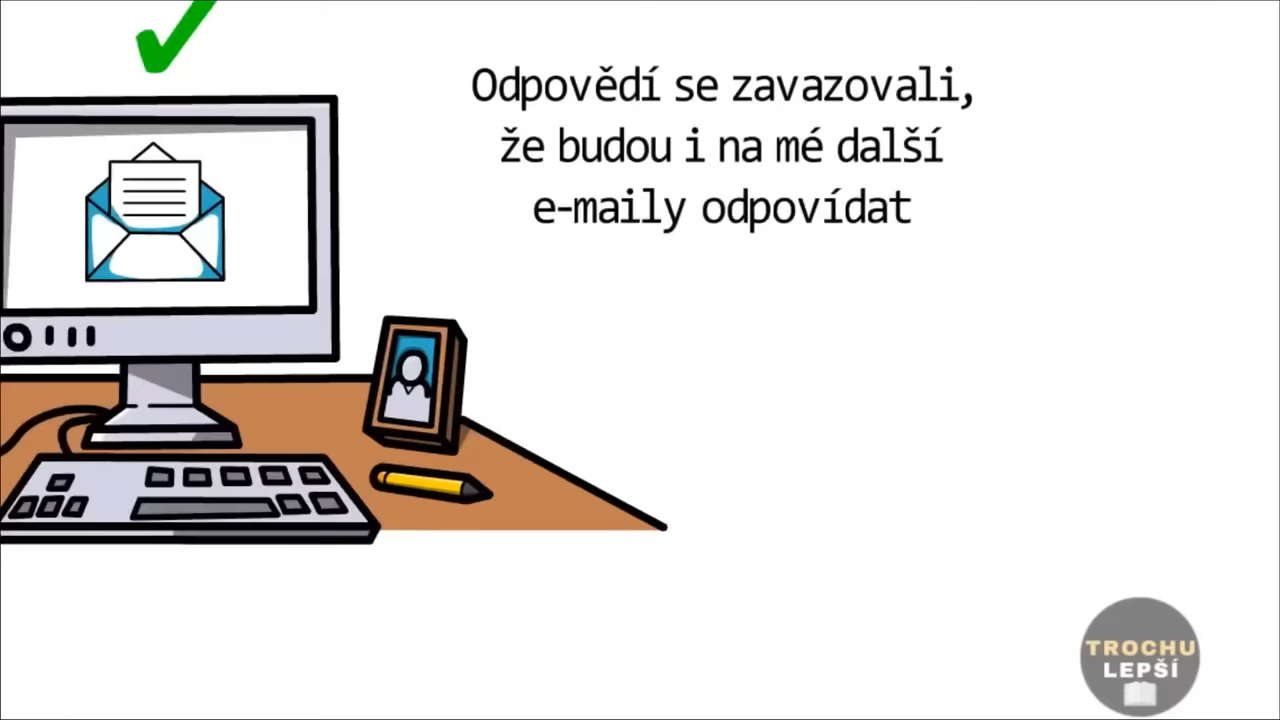 Odpovědí se zavazovali,
že budou i na mé další
e-maily odpovídat
TROCHU
LEPŠÍ